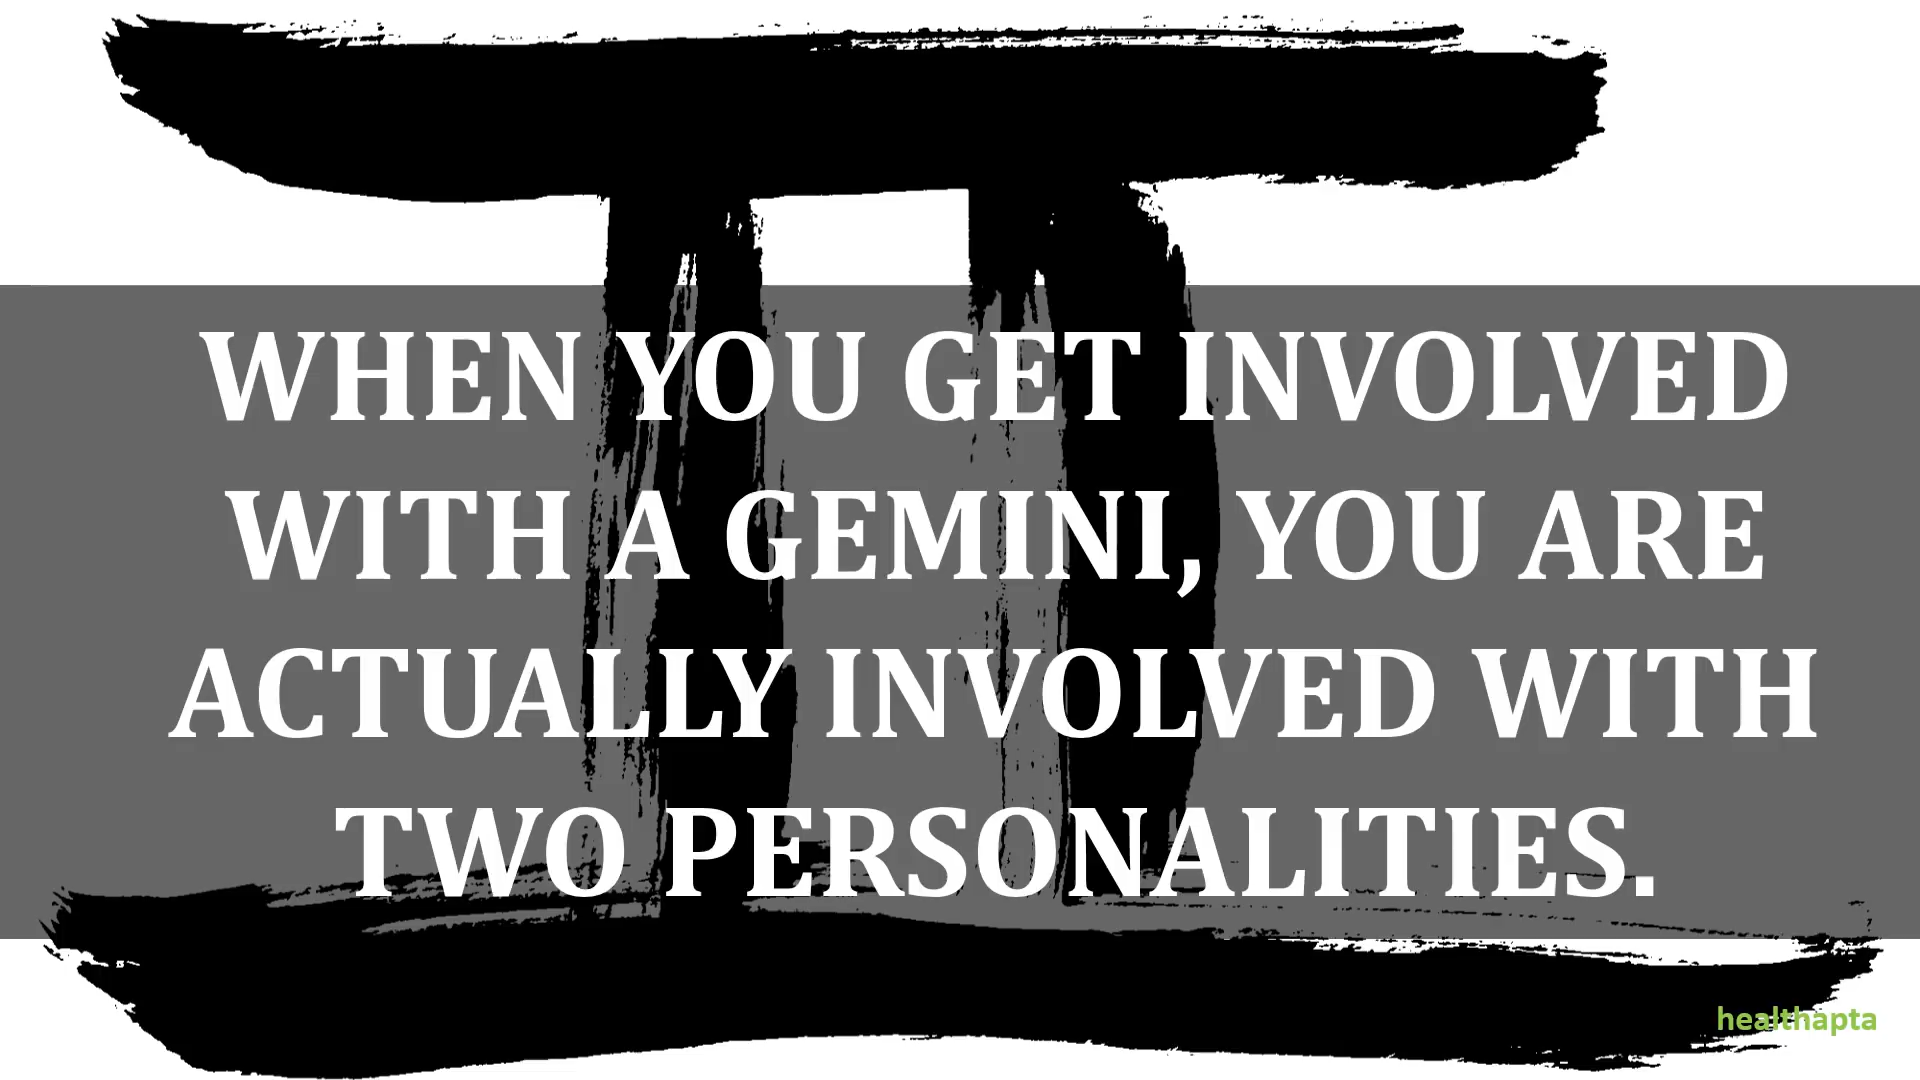 WHEN YOU GET INVOLVED
WITH A GEMINI, YOU ARE
ACTUALLY INVOLVED WITH
TWO PERSONALITIES.
healthapta